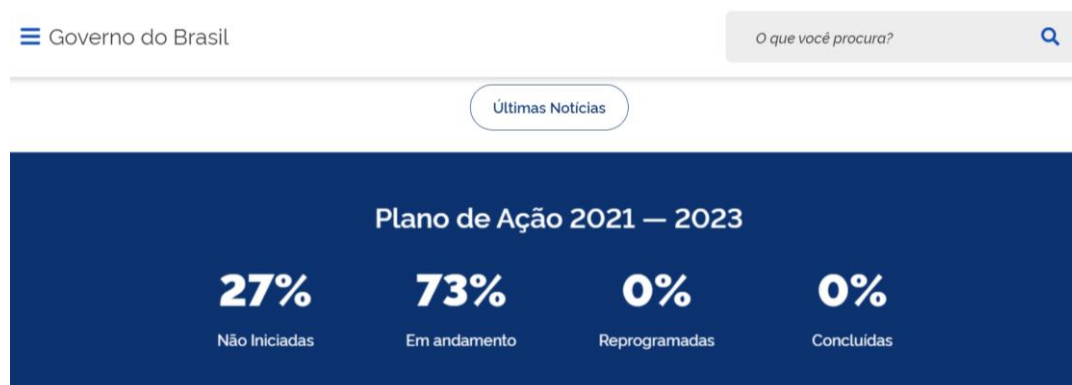 Governo do Brasil
O que você procura?
Últimas Notícias
Plano de Ação 2021 — 2023
27% 73% 0% 0%
Não Iniciadas Em andamento Reprogramadas Concluídas